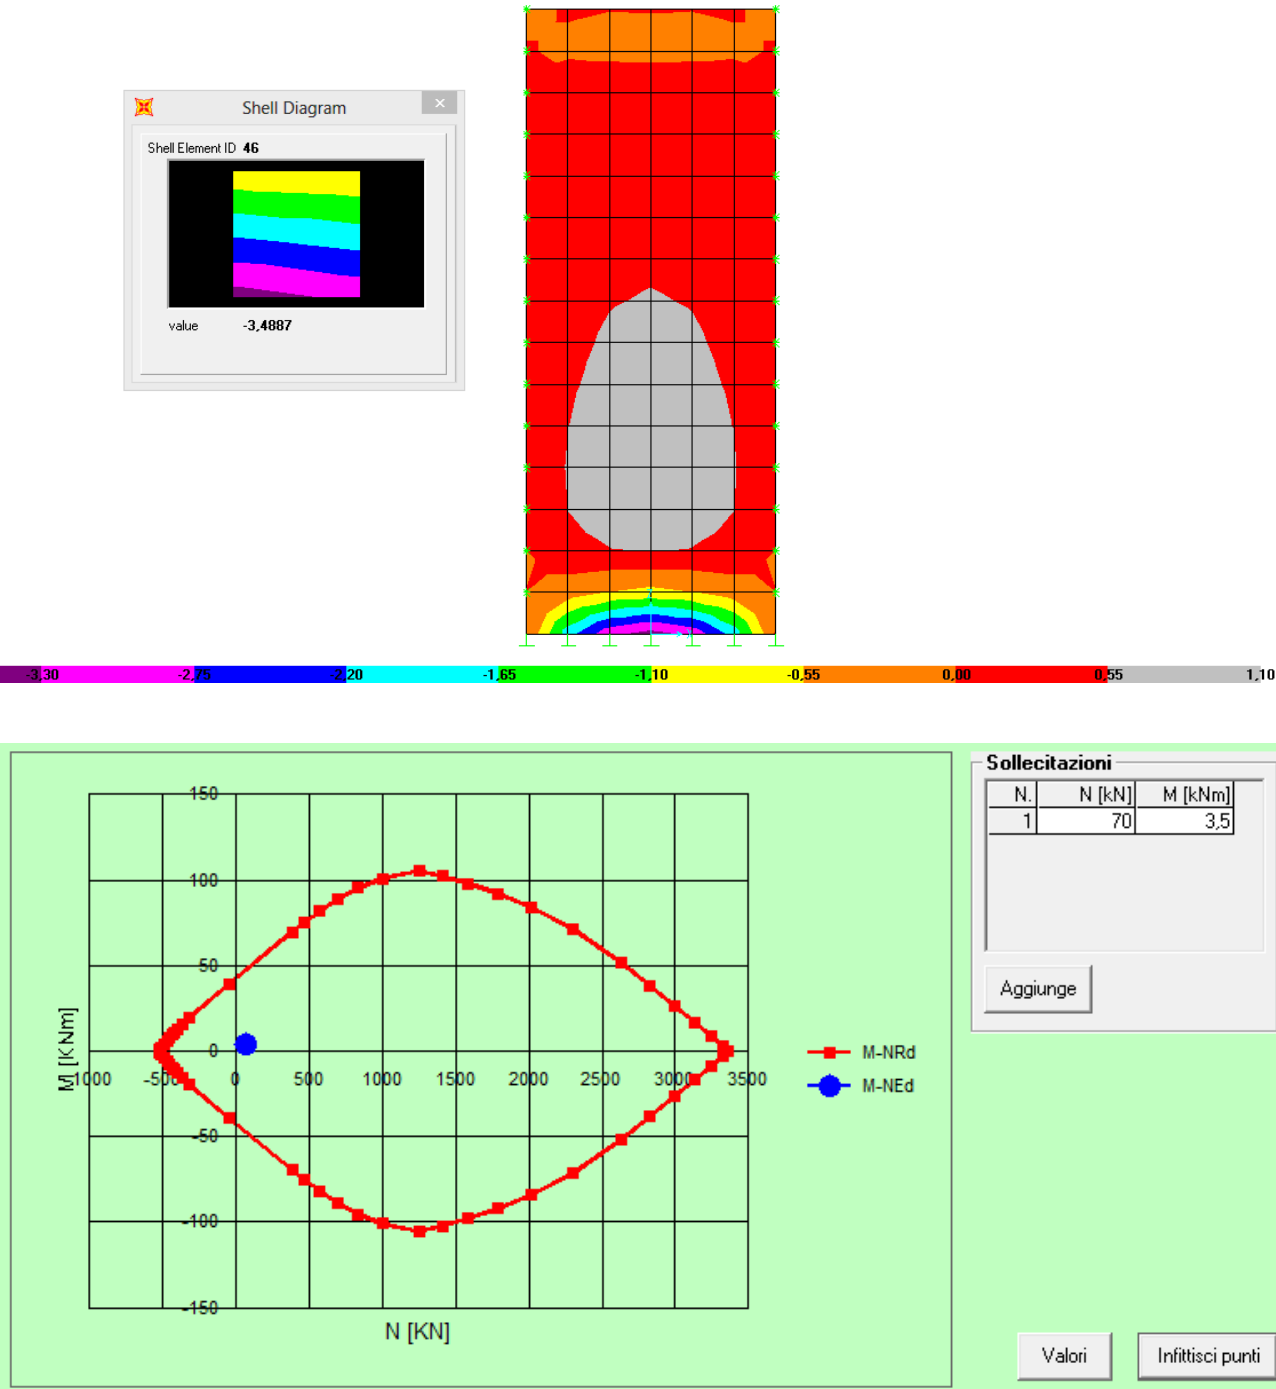 Shell Diagram
Shell Element ID 46
value -3,4887
-3,30 -2,75 2,20 -1,65 -1,10 -0,55 0,00 0,55 1,10
Sollecitazioni
N. N [kN] M [kNm]
1 70 3,5
Aggiunge
150
100
50
0
1000 -500 0 500 1000 1500 2000 2500 3000 3500
-50
-100
-150
M [KNm]
N [KN]
M-NRd
M-NEd
Valori
Infittisci punti